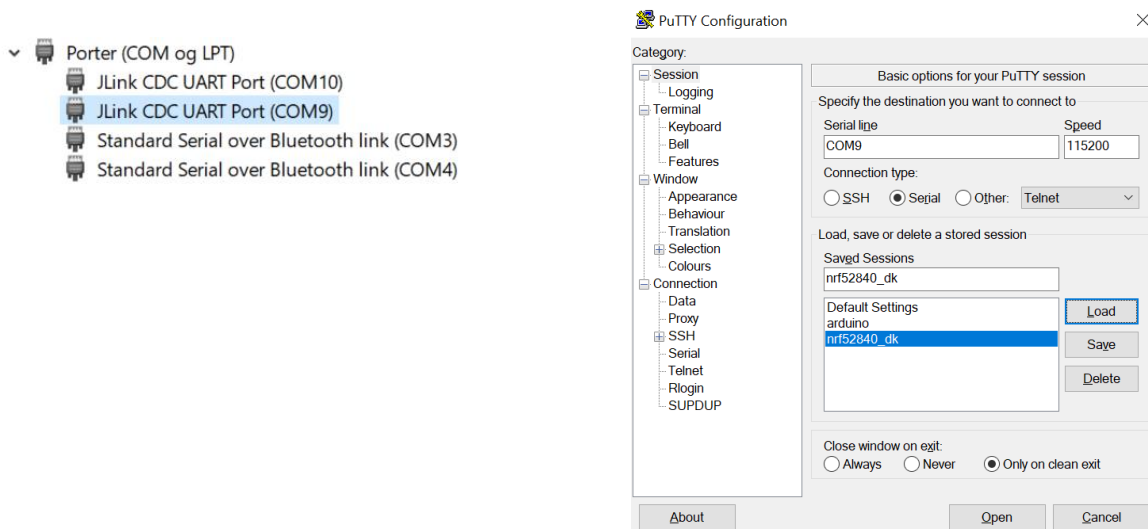 Porter (COM og LPT)
JLink CDC UART Port (COM10)
JLink CDC UART Port (COM9)
Standard Serial over Bluetooth link (COM3)
Standard Serial over Bluetooth link (COM4)
PuTTY Configuration
Category:
Session
Logging
Terminal
Keyboard
Bell
Features
Window
Appearance
Behaviour
Translation
Selection
Colours
Connection
Data
Proxy
SSH
Serial
Telnet
Rlogin
SUPDUP
Basic options for your PuTTY session
Specify the destination you want to connect to
Serial line Speed
COM9 115200
Connection type:
SSH Serial Other: Telnet
Load, save or delete a stored session
Saved Sessions
nrf52840_dk
Default Settings
arduino
nrf52840_dk
Load
Save
Delete
Close window on exit:
Always Never Only on clean exit
About Open Cancel